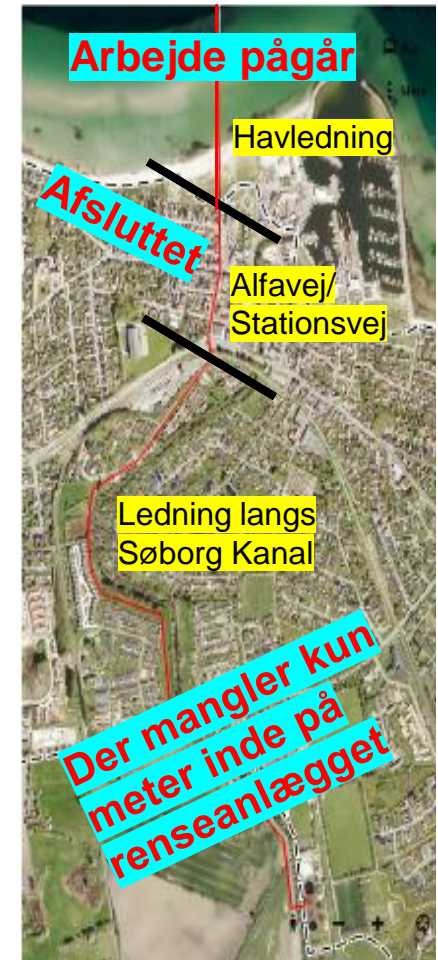 Arbejde pågår
Havledning
Afsluttet
Alfavej/
Stationsvej
Ledning langs
Søborg Kanal
Der mangler kun
meter inde på
renseanlægget